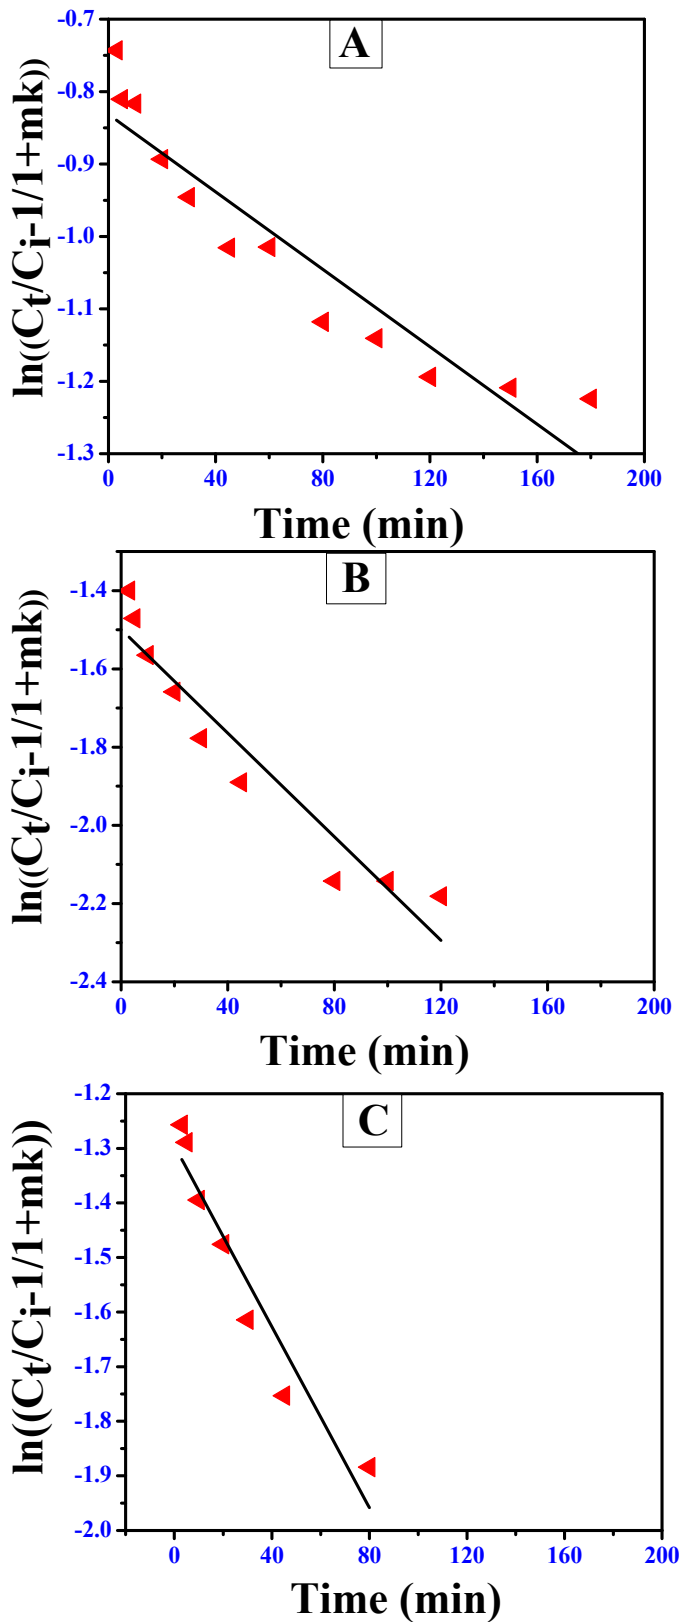 A
ln((Ct/Ci-1/1+mk))
-0.7
-0.8
-0.9
-1.0
-1.1
-1.2
-1.3
0 40 80 120 160 200
Time (min)
B
ln((Ct/Ci-1/1+mk))
-1.4
-1.6
-1.8
-2.0
-2.2
-2.4
0 40 80 120 160 200
Time (min)
C
ln((Ct/Ci-1/1+mk))
-1.2
-1.3
-1.4
-1.5
-1.6
-1.7
-1.8
-1.9
-2.0
0 40 80 120 160 200
Time (min)